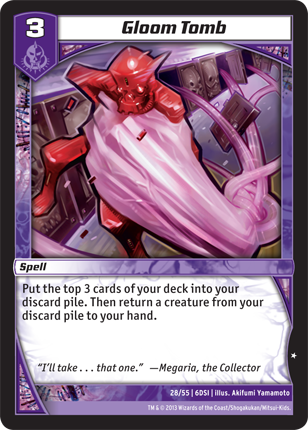 3
Gloom Tomb
Spell
Put the top 3 cards of your deck into your
discard pile. Then return a creature from your
discard pile to your hand.
“I’ll take . . . that one.” —Megaria, the Collector
28/55 | 6DSI | illus. Akifumi Yamamoto
TM & © 2013 Wizards of the Coast/Shogakukan/Mitsui-Kids.